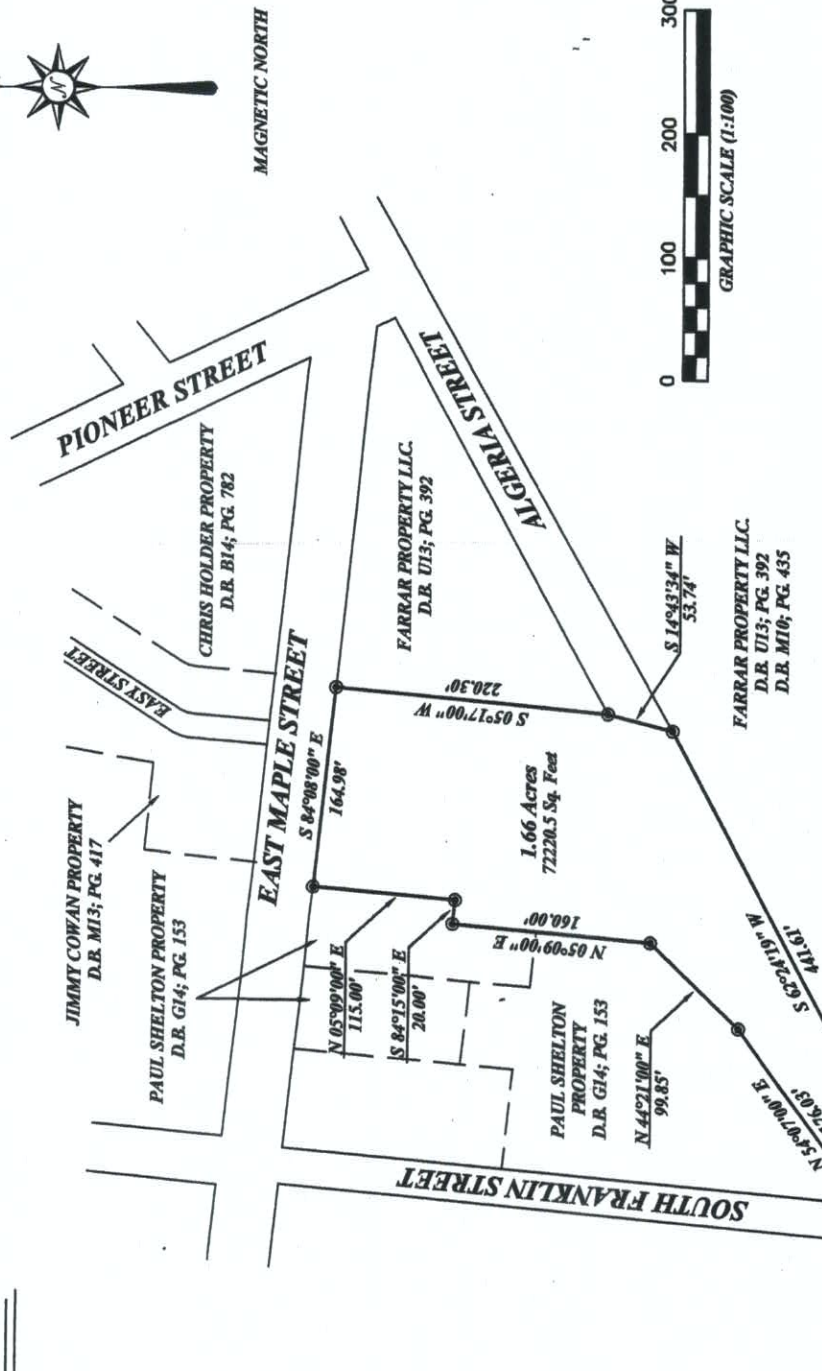 N
MAGNETIC NORTH
PIONEER STREET
CHRIS HOLDER PROPERTY
D.B. B14; PG. 782
EASY STREET
JIMMY COWAN PROPERTY
D.B. M13; PG. 417
PAUL SHELTON PROPERTY
D.B. G14; PG. 153
EAST MAPLE STREET
S 84°08'00" E
164.98'
FARRAR PROPERTY LLC.
D.B. U13; PG. 392
ALGERIA STREET
S 05°17'00" W
220.30'
N 05°09'00" E
115.00'
S 84°15'00" E
20.00'
N 05°09'00" E
160.00'
1.66 Acres
72220.5 Sq. Feet
S 14°43'34" W
53.74'
PAUL SHELTON
PROPERTY
D.B. G14; PG. 153
N 44°21'00" E
99.85'
FARRAR PROPERTY LLC.
D.B. U13; PG. 392
D.B. M10; PG. 435
S 62°24'19" W
441.61'
N 54°07'00" E
176.03'
SOUTH FRANKLIN STREET
0 100 200 300
GRAPHIC SCALE (1:100)